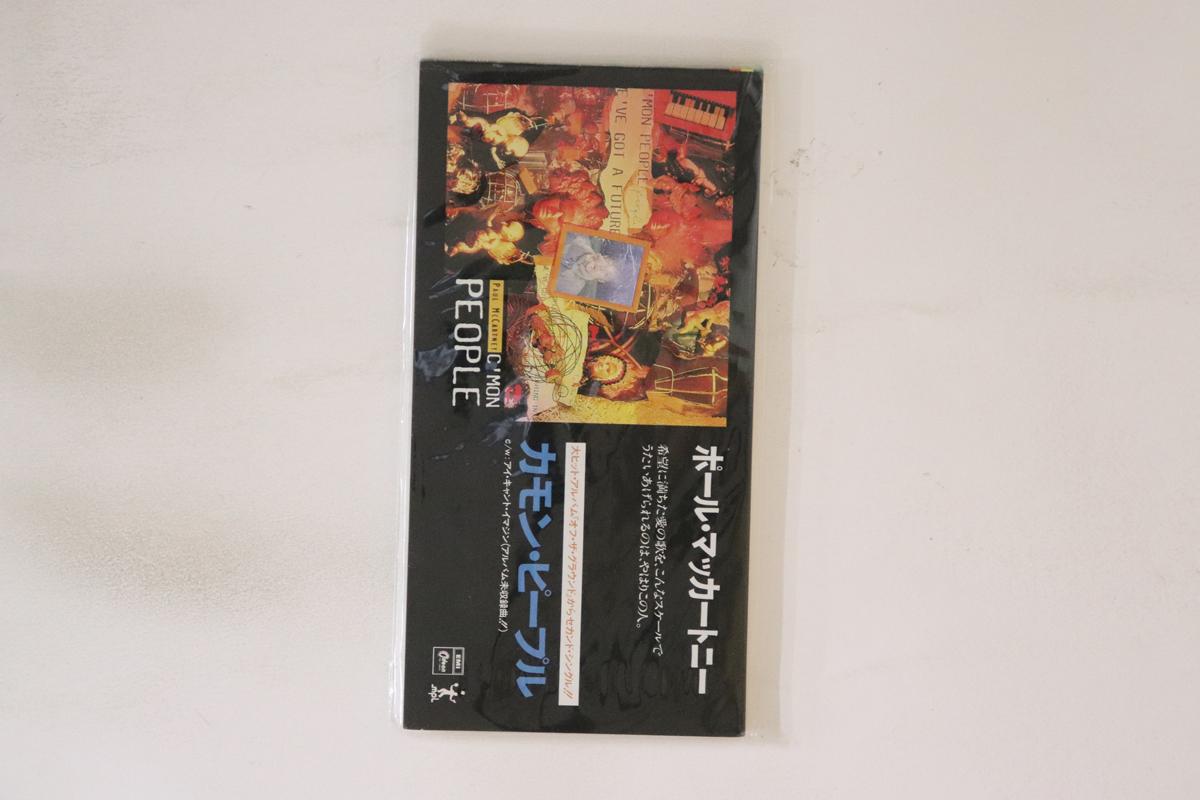 'MON PEOPLE
E'VE GOT A FUTURE
PAUL McCARTNEY
C'MON
PEOPLE
ポール・マッカートニー
希望に満ちた愛の歌を、こんなスケールで
うたいあげられるのは、やはりこの人。
大ヒット・アルバム「オフ・ザ・グラウンド」からセカンド・シングル!!
カモン・ピープル
c/w:アイ・キャント・イマジン(アルバム未収録曲!!)
EMI
Odeon
mpl